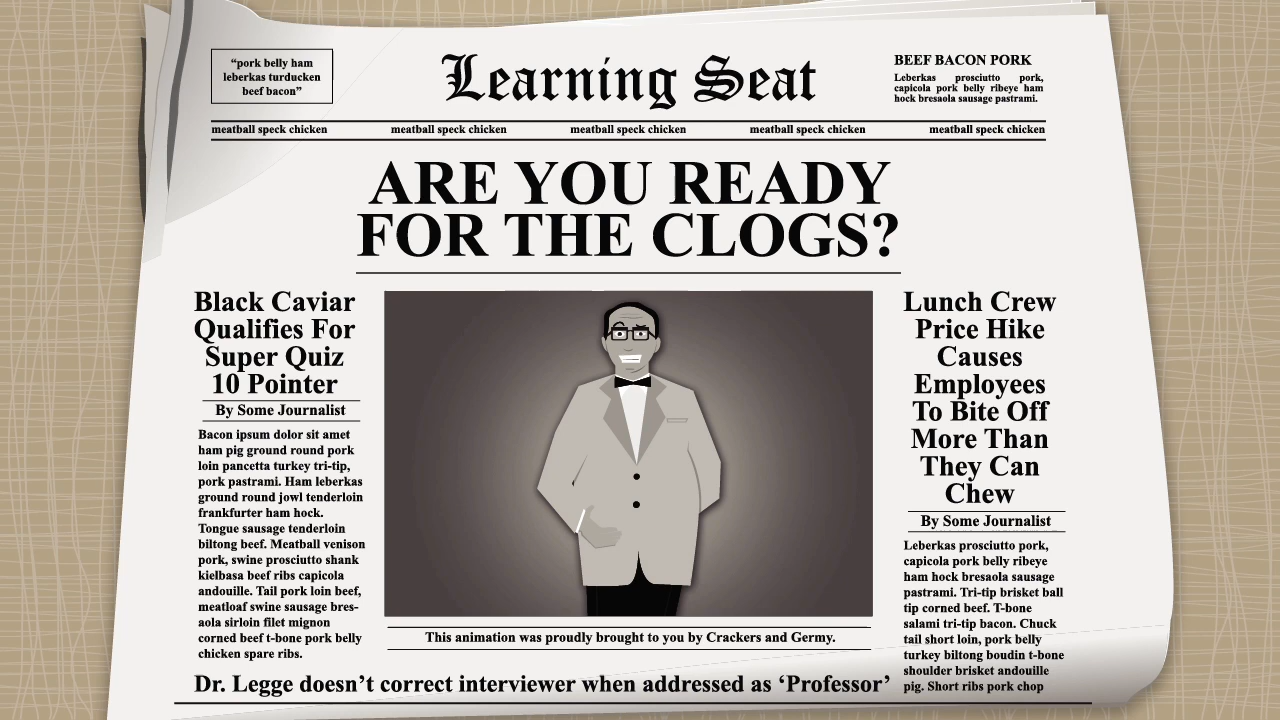 “pork belly ham
leberkas turducken
beef bacon”
Learning Seat
BEEF BACON PORK
Leberkas prosciutto pork,
capicola pork belly ribeye ham
hock bresaola sausage pastrami.
meatball speck chicken meatball speck chicken meatball speck chicken meatball speck chicken meatball speck chicken
ARE YOU READY
FOR THE CLOGS?
Black Caviar
Qualifies For
Super Quiz
10 Pointer
By Some Journalist
Bacon ipsum dolor sit amet
ham pig ground round pork
loin pancetta turkey tri-tip,
pork pastrami. Ham leberkas
ground round jowl tenderloin
frankfurter ham hock.
Tongue sausage tenderloin
biltong beef. Meatball venison
pork, swine prosciutto shank
kielbasa beef ribs capicola
andouille. Tail pork loin beef,
meatloaf swine sausage bres-
aola sirloin filet mignon
corned beef t-bone pork belly
chicken spare ribs.
This animation was proudly brought to you by Crackers and Germy.
Lunch Crew
Price Hike
Causes
Employees
To Bite Off
More Than
They Can
Chew
By Some Journalist
Leberkas prosciutto pork,
capicola pork belly ribeye
ham hock bresaola sausage
pastrami. Tri-tip brisket ball
tip corned beef. T-bone
salami tri-tip bacon. Chuck
tail short loin, pork belly
turkey biltong boudin t-bone
shoulder brisket andouille
pig. Short ribs pork chop
Dr. Legge doesn’t correct interviewer when addressed as ‘Professor’